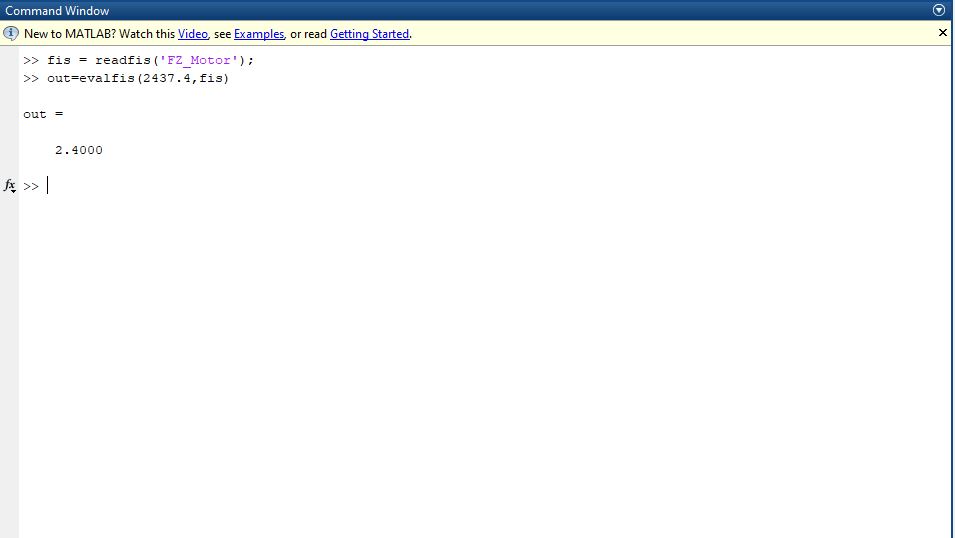 Command Window
New to MATLAB? Watch this Video, see Examples, or read Getting Started.
>> fis = readfis('FZ_Motor');
>> out=evalfis(2437.4,fis)
out =
2.4000
fx >>